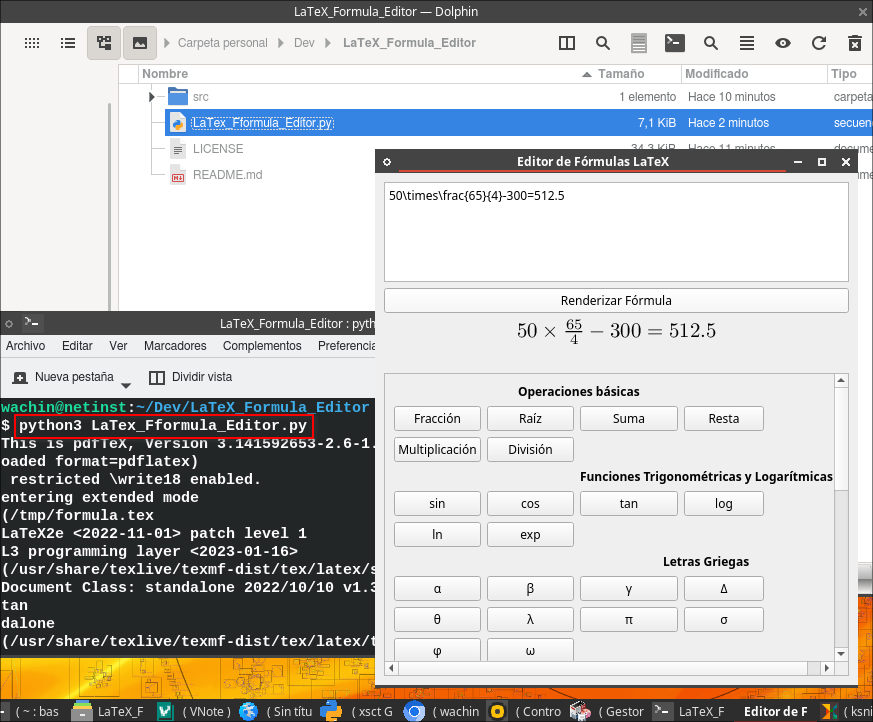 LaTeX_Formula_Editor — Dolphin
Carpeta personal Dev LaTeX_Formula_Editor
Nombre Tamaño Modificado Tipo
src 1 elemento Hace 10 minutos carpeta
LaTex_Fformula_Editor.py 7,1 KiB Hace 2 minutos secuen
LICENSE 34,3 KiB Hace 11 minutos docume
README.md
Editor de Fórmulas LaTeX
50\times\frac{65}{4}-300=512.5
Renderizar Fórmula
50 × 65/4 − 300 = 512.5
Operaciones básicas
Fracción Raíz Suma Resta
Multiplicación División
Funciones Trigonométricas y Logarítmicas
sin cos tan log
ln exp
Letras Griegas
α β γ Δ
θ λ π σ
φ ω
LaTeX_Formula_Editor : pyth
Archivo Editar Ver Marcadores Complementos Preferencia
Nueva pestaña Dividir vista
wachin@netinst:~/Dev/LaTeX_Formula_Editor
$ python3 LaTex_Fformula_Editor.py
This is pdfTeX, Version 3.141592653-2.6-1.
oaded format=pdflatex)
restricted \write18 enabled.
entering extended mode
(/tmp/formula.tex
LaTeX2e <2022-11-01> patch level 1
L3 programming layer <2023-01-16>
(/usr/share/texlive/texmf-dist/tex/latex/s
Document Class: standalone 2022/10/10 v1.3
tan
dalone
(/usr/share/texlive/texmf-dist/tex/latex/t
( ~ : bas LaTeX_F ( VNote ) ( Sin títu ( xsct G ( wachin ( Contro ( Gestor LaTeX_F Editor de F ( ksni